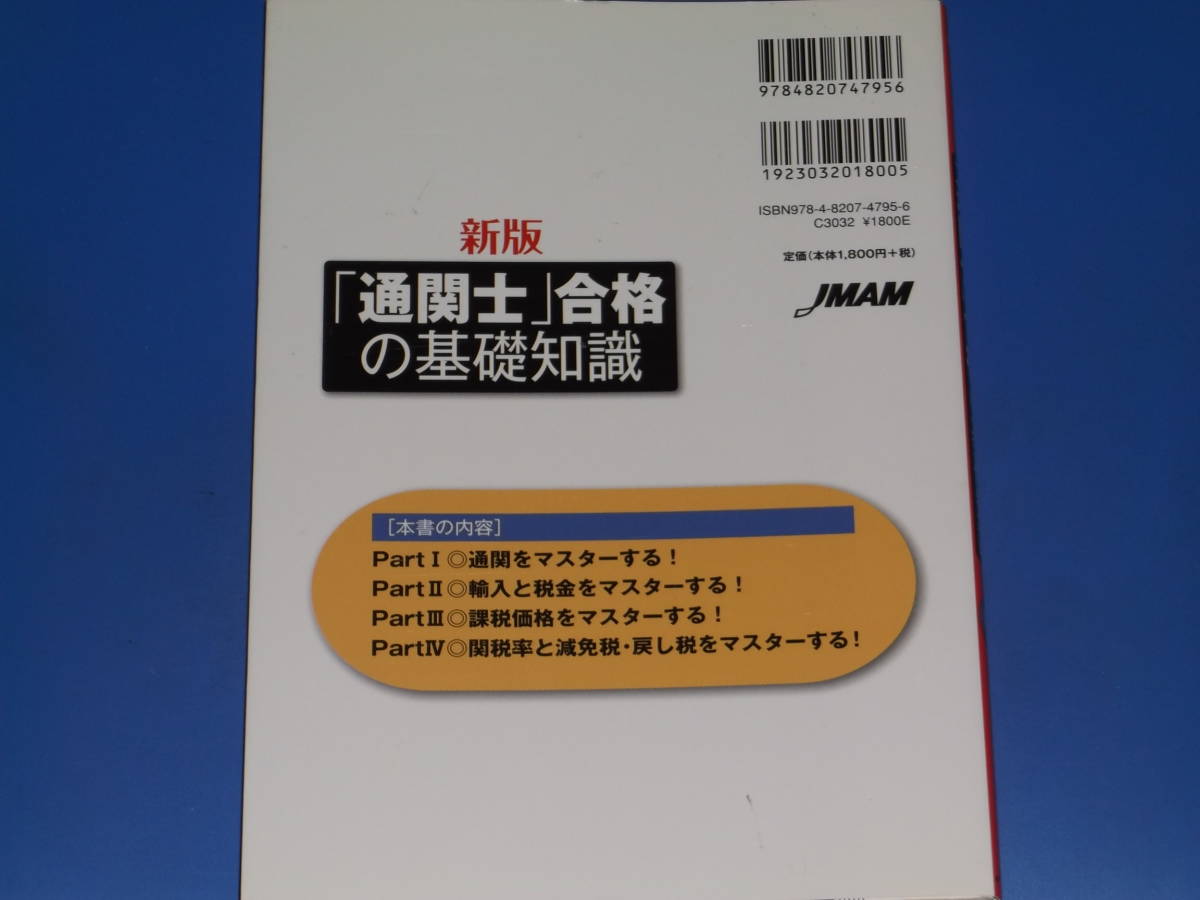 9784820747956
1923032018005
ISBN978-4-8207-4795-6
C3032 ¥1800E
定価(本体1,800円+税)
JMAM
新版
「通関士」合格
の基礎知識
[本書の内容]
PartⅠ◎通関をマスターする!
PartⅡ◎輸入と税金をマスターする!
PartⅢ◎課税価格をマスターする!
PartⅣ◎関税率と減免税・戻し税をマスターする!